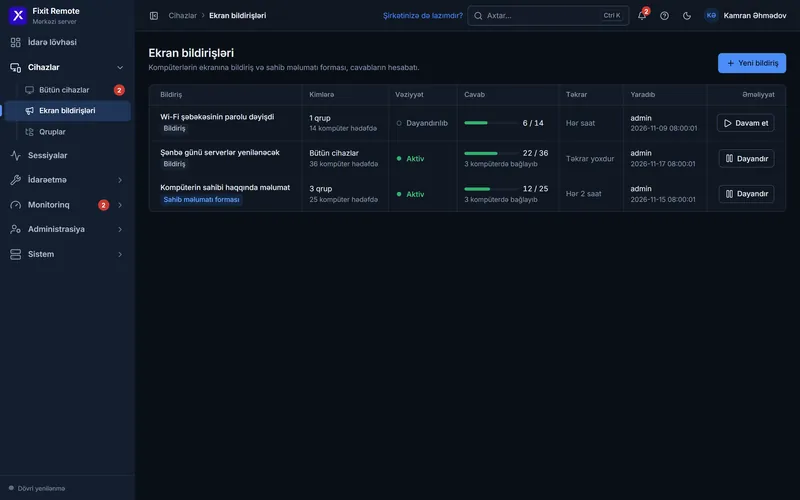 Fixit Remote
Mərkəzi server
İdarə lövhəsi
Cihazlar
Bütün cihazlar 2
Ekran bildirişləri
Qruplar
Sessiyalar
İdarəetmə
Monitorinq 2
Administrasiya
Sistem
Dövri yenilənmə
Cihazlar > Ekran bildirişləri
Şirkətinizə də lazımdır?
Axtar... Ctrl K
2
KƏ Kamran Əhmədov
Ekran bildirişləri
Kompüterlərin ekranına bildiriş və sahib məlumatı forması, cavabların hesabatı.
+ Yeni bildiriş
Bildiriş Kimlərə Vəziyyət Cavab Təkrar Yaradıb Əməliyyat
Wi-Fi şəbəkəsinin parolu dəyişdi
Bildiriş
1 qrup
14 kompüter hədəfdə
Dayandırılıb
6 / 14
Hər saat
admin
2026-11-09 08:00:01
Davam et
Şənbə günü serverlər yenilənəcək
Bildiriş
Bütün cihazlar
36 kompüter hədəfdə
Aktiv
22 / 36
3 kompüterdə bağlayıb
Təkrar yoxdur
admin
2026-11-17 08:00:01
Dayandır
Kompüterin sahibi haqqında məlumat
Sahib məlumatı forması
3 qrup
25 kompüter hədəfdə
Aktiv
12 / 25
3 kompüterdə bağlayıb
Hər 2 saat
admin
2026-11-15 08:00:01
Dayandır